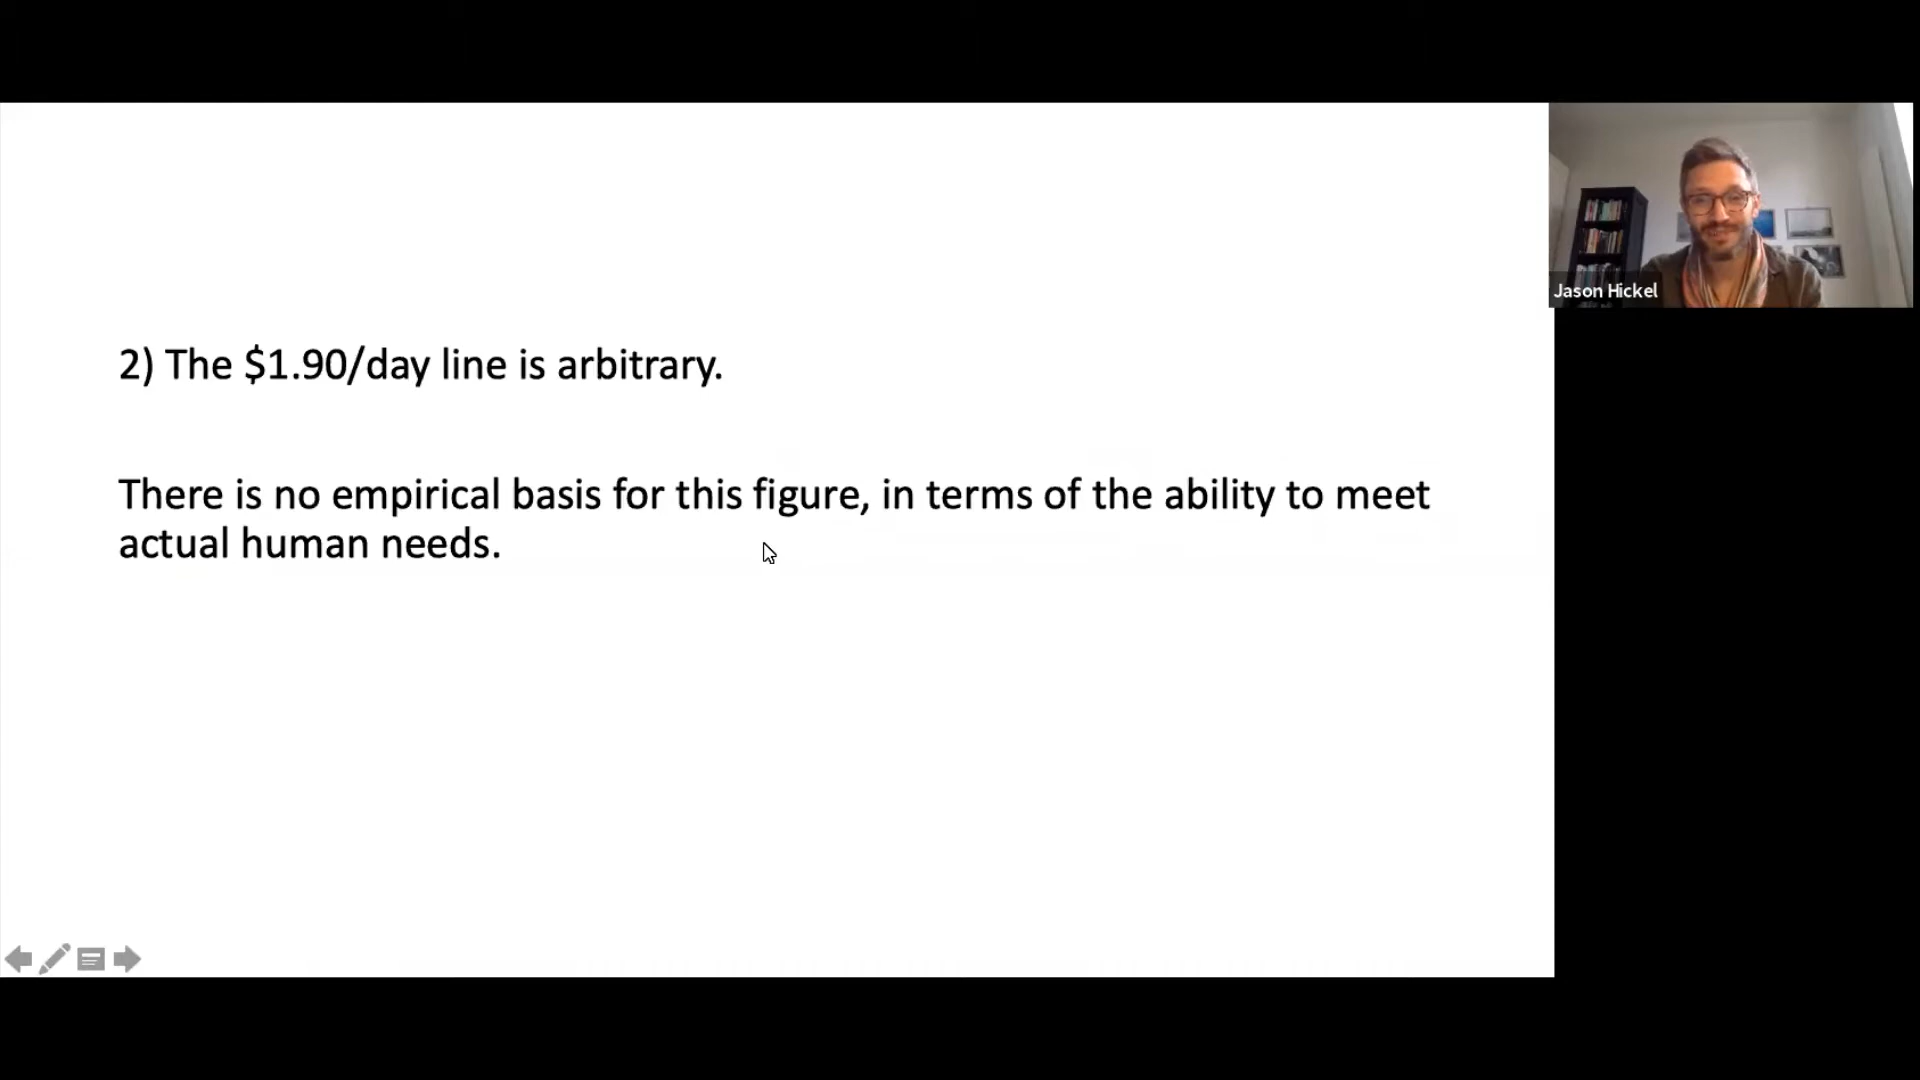 2) The $1.90/day line is arbitrary.
There is no empirical basis for this figure, in terms of the ability to meet
actual human needs.
Jason Hickel